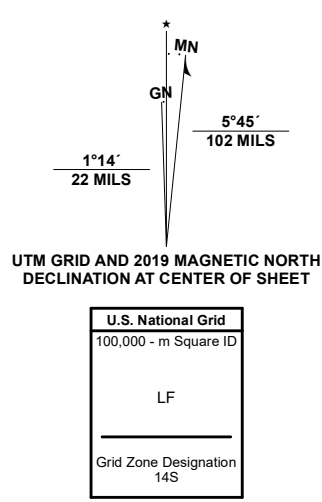 MN
GN
5°45´
102 MILS
1°14´
22 MILS
UTM GRID AND 2019 MAGNETIC NORTH
DECLINATION AT CENTER OF SHEET
U.S. National Grid
100,000 - m Square ID
LF
Grid Zone Designation
14S